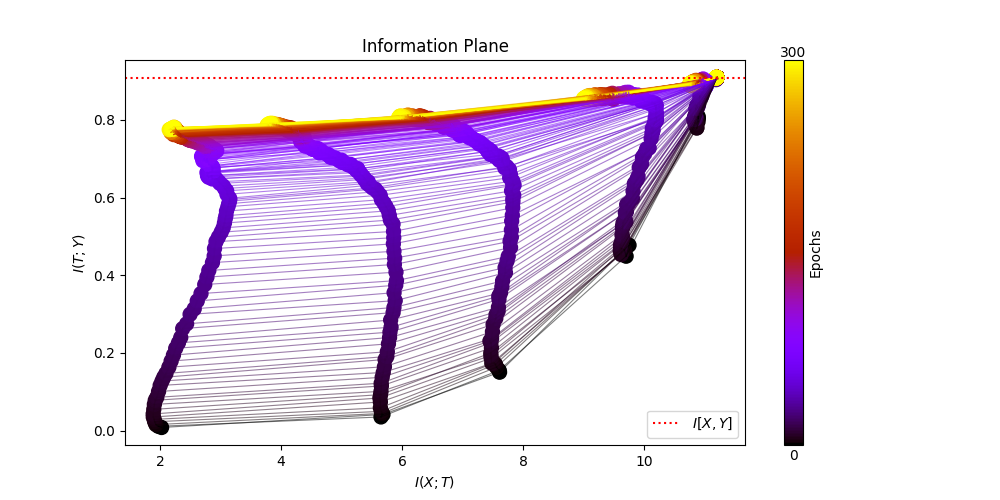 Information Plane
300
0.8
0.6
0.4
0.2
0.0
I(T; Y)
2
4
6
8
10
I(X; T)
I[X, Y]
Epochs
0